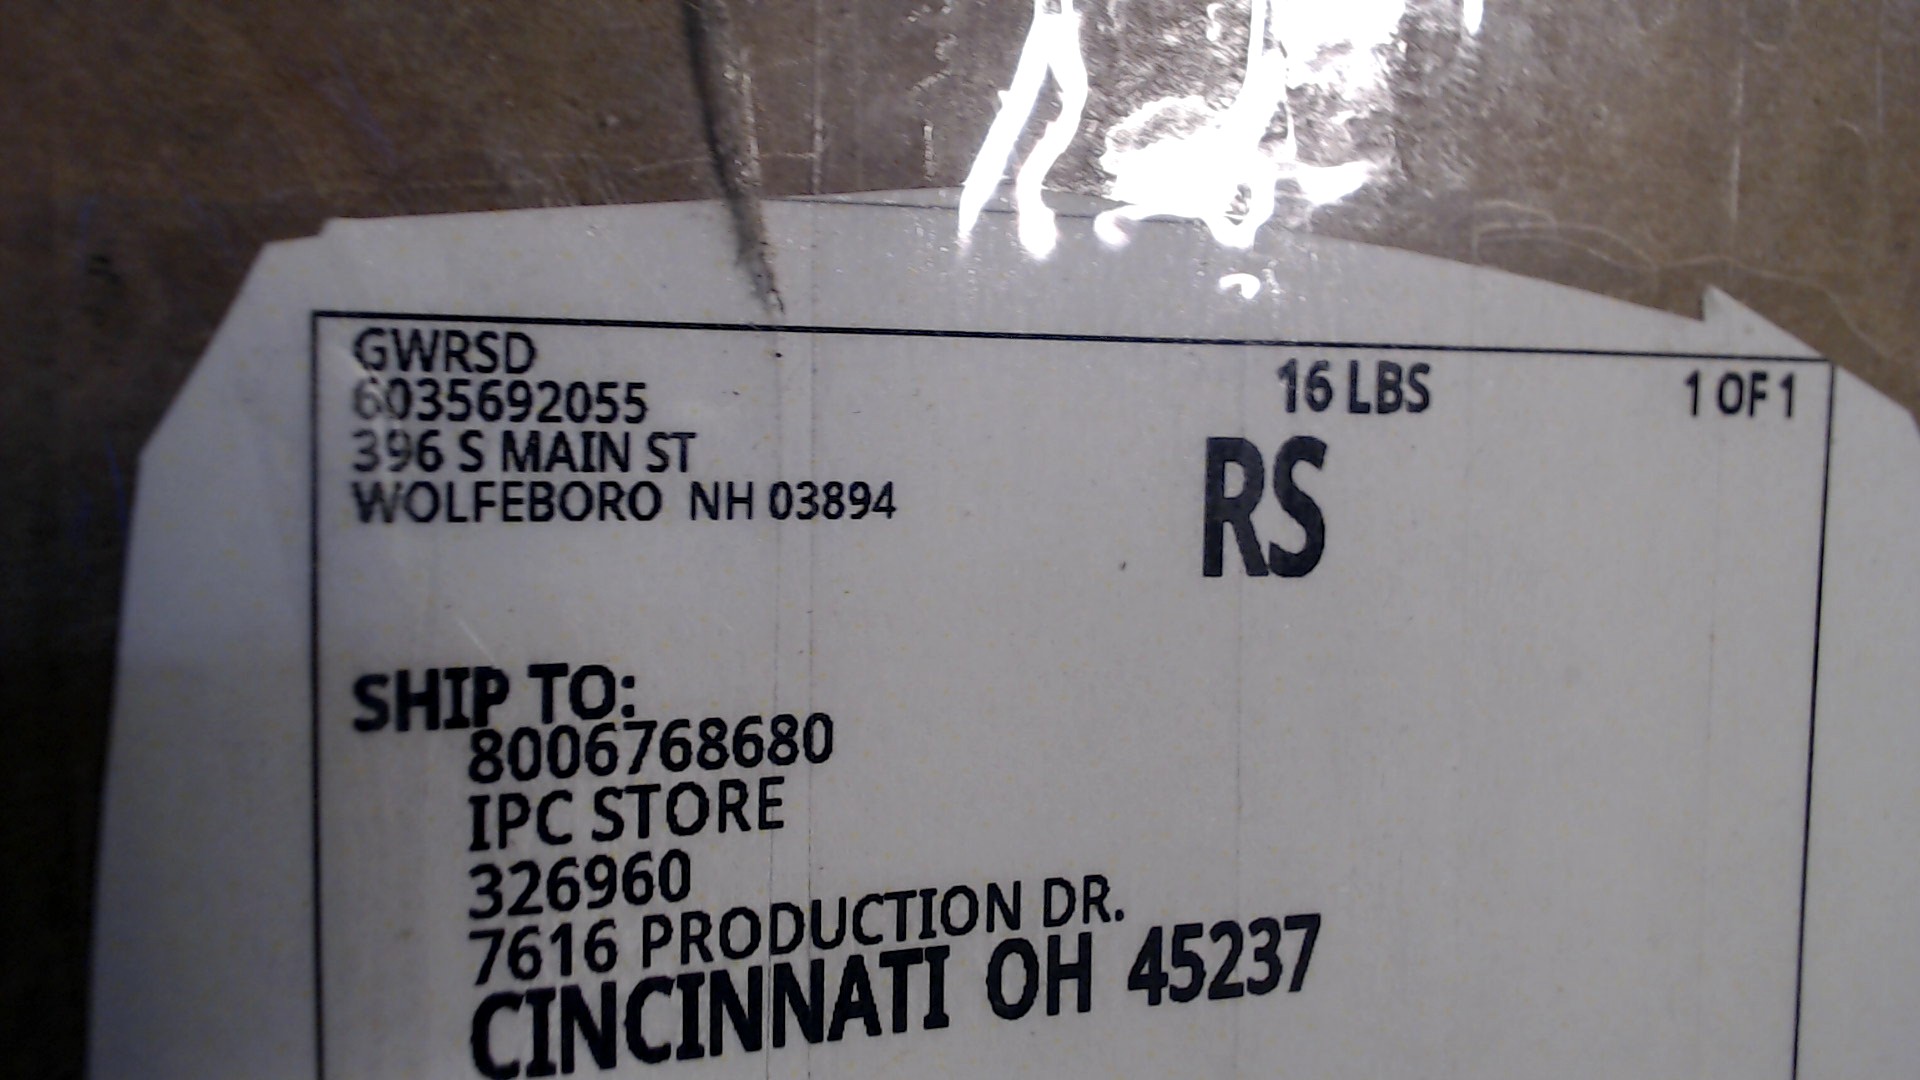 GWRSD
6035692055
396 S MAIN ST
WOLFEBORO NH 03894
16 LBS
1 OF 1
RS
SHIP TO:
8006768680
IPC STORE
326960
7616 PRODUCTION DR.
CINCINNATI OH 45237